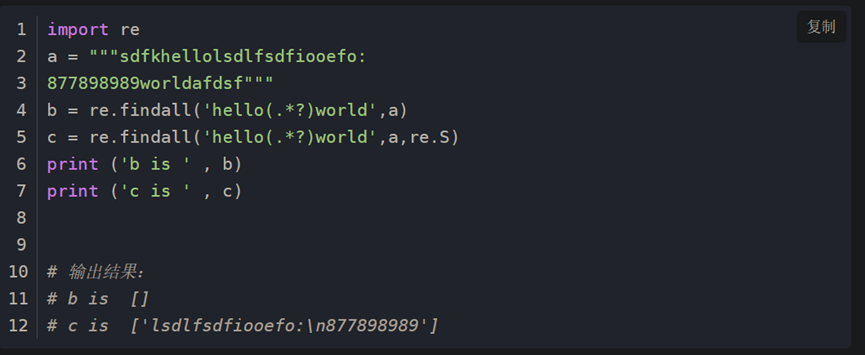 复制
1 import re
2 a = """sdfkhellolsdlfsdfiooefo:
3 877898989worldafdsf"""
4 b = re.findall('hello(.*?)world',a)
5 c = re.findall('hello(.*?)world',a,re.S)
6 print ('b is ' , b)
7 print ('c is ' , c)
8
9
10 # 输出结果:
11 # b is  []
12 # c is  ['lsdlfsdfiooefo:\n877898989']